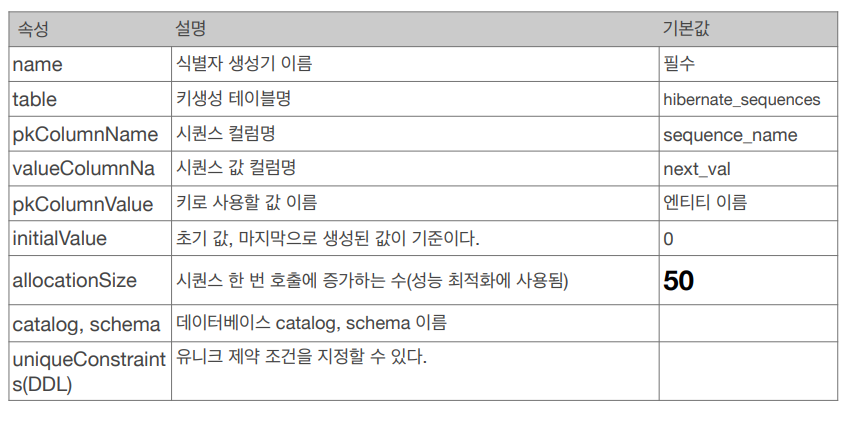 속성 설명 기본값
name 식별자 생성기 이름 필수
table 키생성 테이블명 hibernate_sequences
pkColumnName 시퀀스 컬럼명 sequence_name
valueColumnNa 시퀀스 값 컬럼명 next_val
pkColumnValue 키로 사용할 값 이름 엔티티 이름
initialValue 초기 값, 마지막으로 생성된 값이 기준이다. 0
allocationSize 시퀀스 한 번 호출에 증가하는 수(성능 최적화에 사용됨) 50
catalog, schema 데이터베이스 catalog, schema 이름
uniqueConstraint 유니크 제약 조건을 지정할 수 있다.
s(DDL)